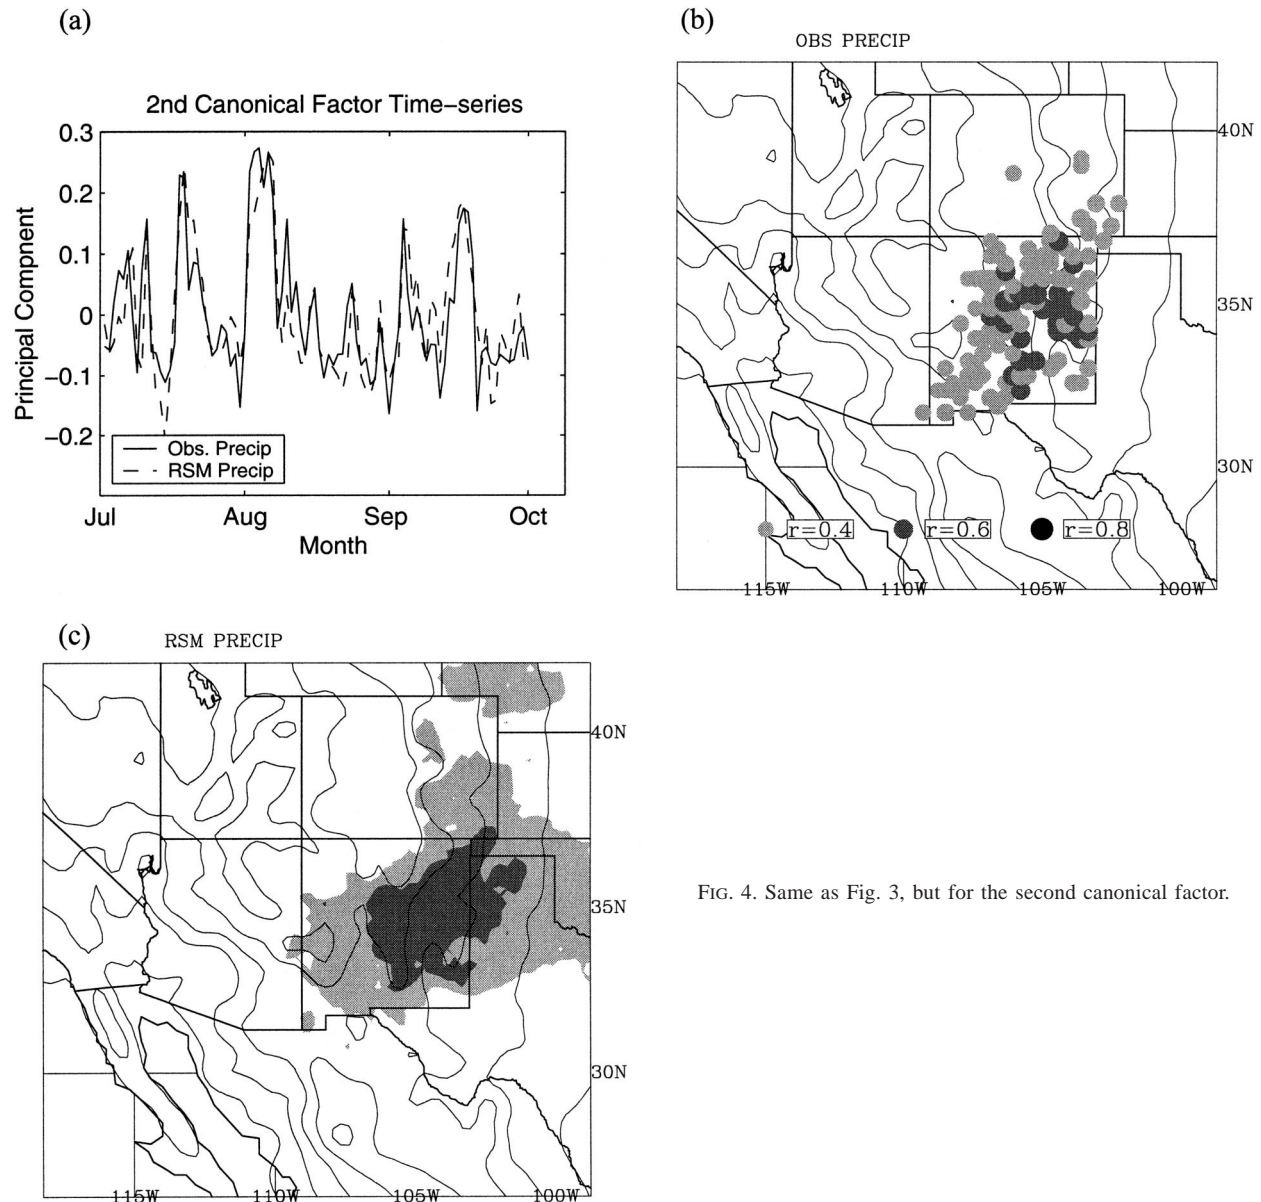 (a)
2nd Canonical Factor Time-series
Principal Compnent
0.3
0.2
0.1
0
-0.1
-0.2
Obs. Precip
RSM Precip
Jul Aug Sep Oct
Month
(b)
OBS PRECIP
40N
35N
30N
r=0.4 r=0.6 r=0.8
115W 110W 105W 100W
(c)
RSM PRECIP
40N
35N
30N
115W 110W 105W 100W
FIG. 4. Same as Fig. 3, but for the second canonical factor.